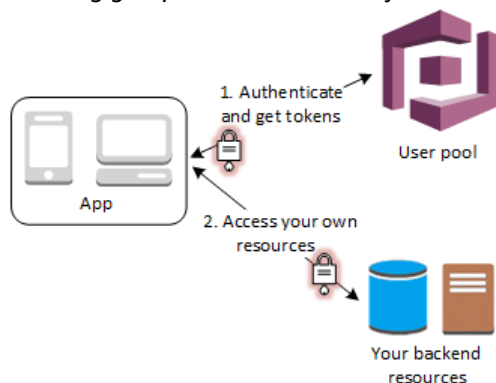 1. Authenticate
and get tokens
User pool
App
2. Access your own
resources
Your backend
resources